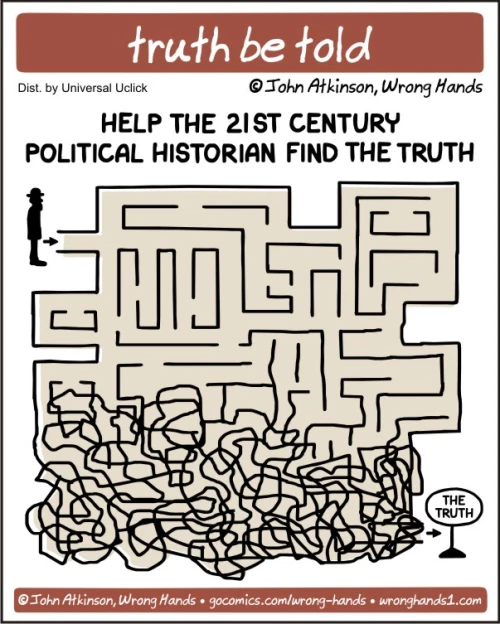 truth be told
Dist. by Universal Uclick
© John Atkinson, Wrong Hands
HELP THE 21ST CENTURY
POLITICAL HISTORIAN FIND THE TRUTH
THE
TRUTH
© John Atkinson, Wrong Hands • gocomics.com/wrong-hands • wronghands1.com